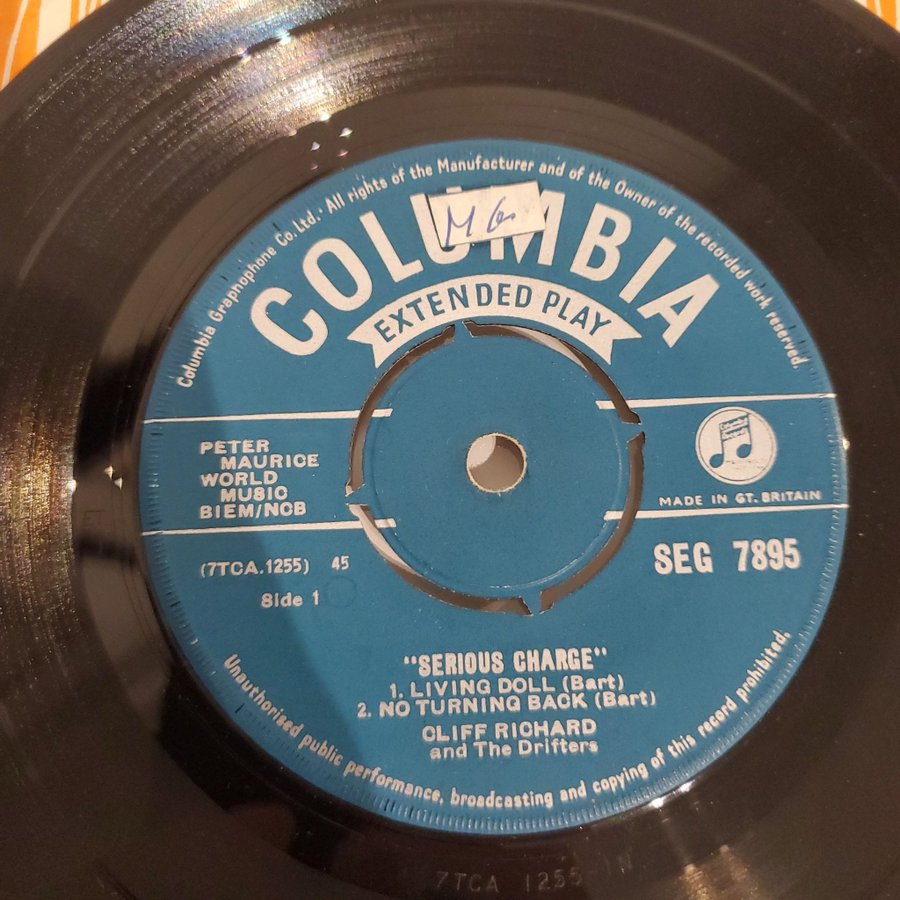 Columbia Graphophone Co. Ltd. · All rights of the Manufacturer and of the Owner of the recorded work reserved.
COLUMBIA
M 6
EXTENDED PLAY
PETER
MAURICE
WORLD
MUSIC
BIEM/NCB
MADE IN GT. BRITAIN
(7TCA.1255) 45
SEG 7895
Side 1
"SERIOUS CHARGE"
1. LIVING DOLL (Bart)
2. NO TURNING BACK (Bart)
CLIFF RICHARD
and The Drifters
Unauthorised public performance, broadcasting and copying of this record prohibited.
7TCA 1255 1N